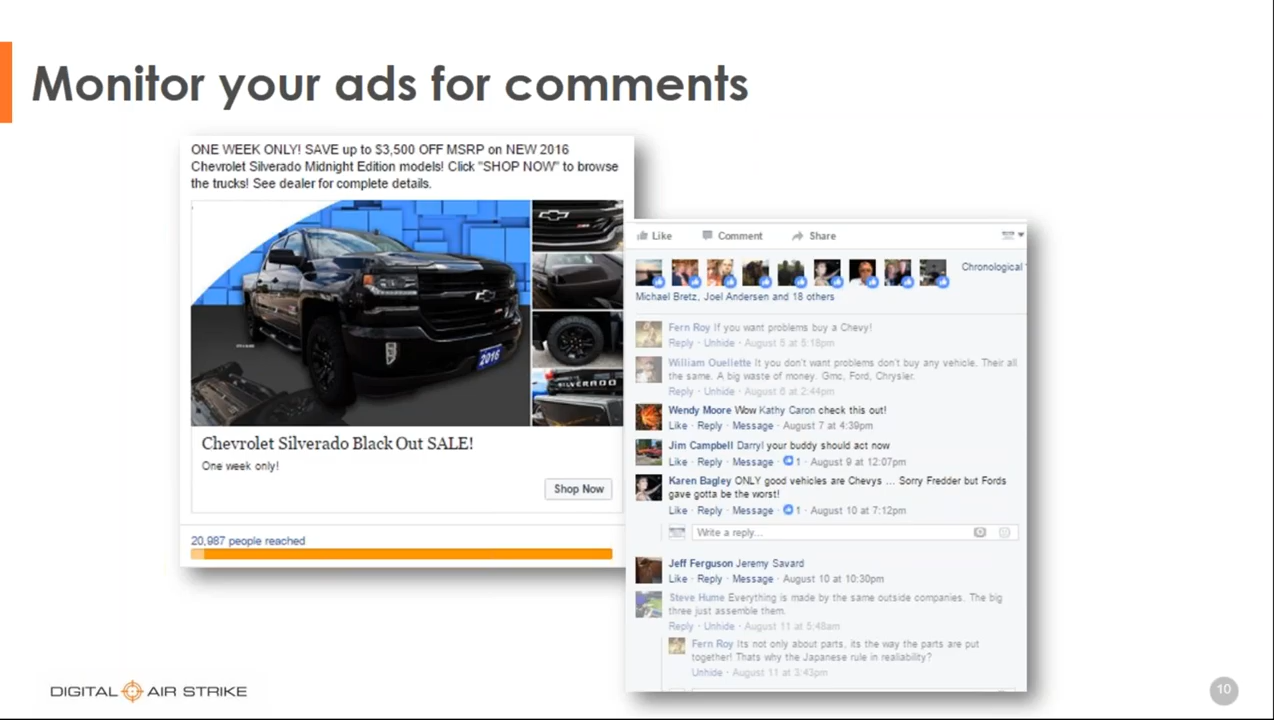 Monitor your ads for comments
ONE WEEK ONLY! SAVE up to $3,500 OFF MSRP on NEW 2016
Chevrolet Silverado Midnight Edition models! Click "SHOP NOW" to browse
the trucks! See dealer for complete details.
2016
SILVERADO
Chevrolet Silverado Black Out SALE!
One week only!
Shop Now
20,987 people reached
Like Comment Share
Chronological
Michael Bretz, Joel Andersen and 18 others
Fern Roy If you want problems buy a Chevy!
Reply · Unhide · August 5 at 5:18pm
William Ouellette It you don't want problems don't buy any vehicle. Their all
the same. A big waste of money. Gmc, Ford, Chrysler.
Reply · Unhide · August 6 at 2:44pm
Wendy Moore Wow Kathy Caron check this out!
Like · Reply · Message · August 7 at 4:39pm
Jim Campbell Darryl your buddy should act now
Like · Reply · Message · 1 · August 9 at 12:07pm
Karen Bagley ONLY good vehicles are Chevys ... Sorry Fredder but Fords
gave gotta be the worst!
Like · Reply · Message · 1 · August 10 at 7:12pm
Write a reply...
Jeff Ferguson Jeremy Savard
Like · Reply · Message · August 10 at 10:30pm
Steve Hume Everything is made by the same outside companies. The big
three just assemble them.
Reply · Unhide · August 11 at 5:48am
Fern Roy Its not only about parts, its the way the parts are put
together! Thats why the Japanese rule in realiability?
Unhide · August 11 at 3:43pm
DIGITAL AIR STRIKE
10